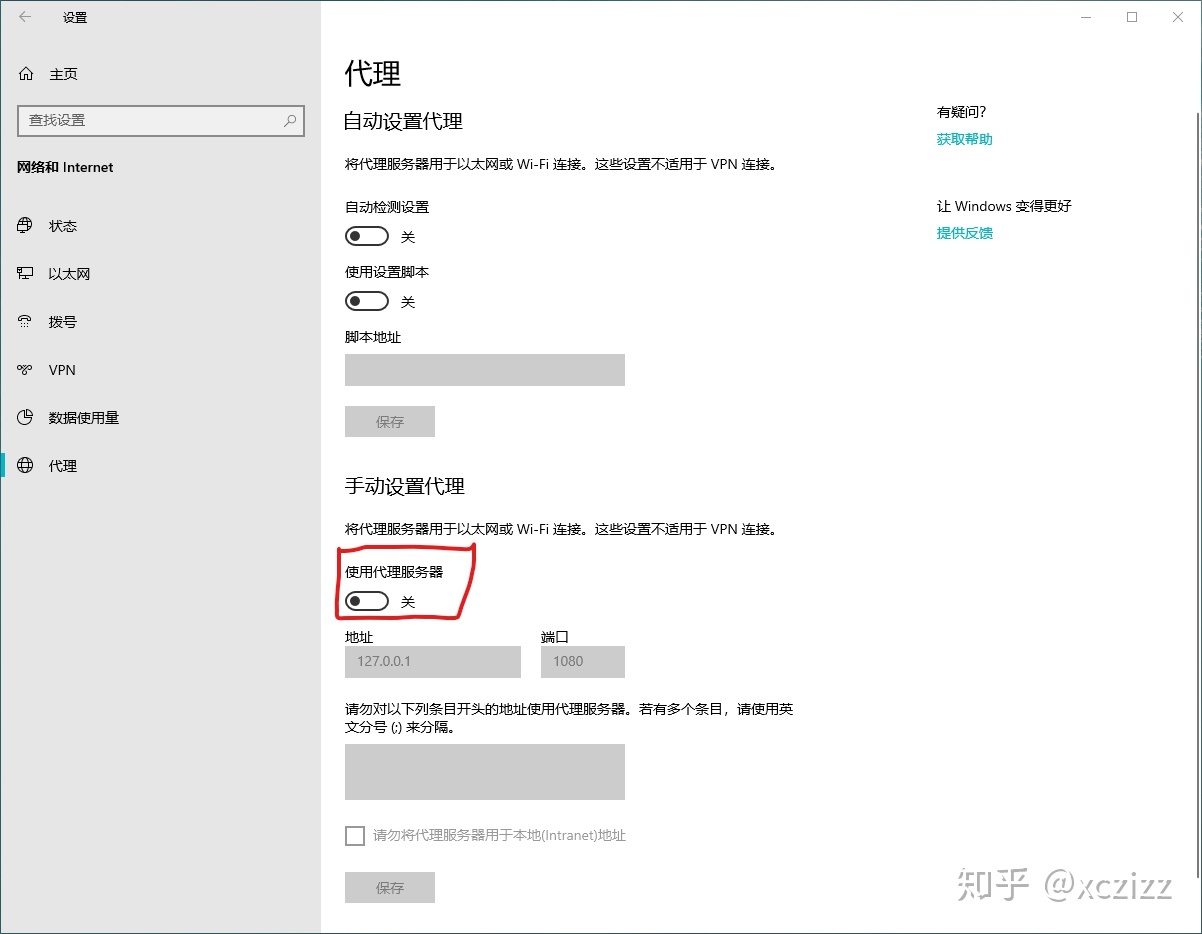 设置
主页
查找设置
网络和 Internet
状态
以太网
拨号
VPN
数据使用量
代理
代理
自动设置代理
将代理服务器用于以太网或 Wi-Fi 连接。这些设置不适用于 VPN 连接。
自动检测设置
关
使用设置脚本
关
脚本地址
保存
手动设置代理
将代理服务器用于以太网或 Wi-Fi 连接。这些设置不适用于 VPN 连接。
使用代理服务器
关
地址 端口
127.0.0.1 1080
请勿对以下列条目开头的地址使用代理服务器。若有多个条目，请使用英
文分号 (;) 来分隔。
请勿将代理服务器用于本地(Intranet)地址
保存
有疑问?
获取帮助
让 Windows 变得更好
提供反馈
知乎 @xczizz